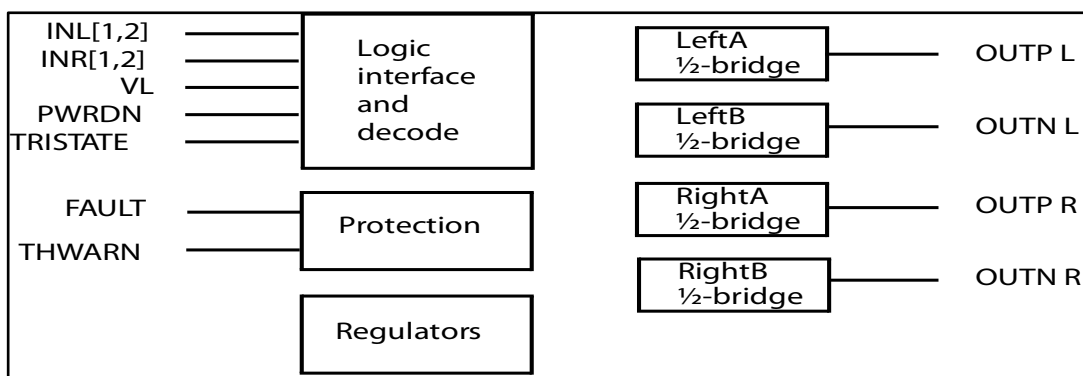 INL[1,2]
INR[1,2]
VL
PWRDN
TRISTATE
FAULT
THWARN
Logic
interface
and
decode
Protection
Regulators
LeftA
½-bridge
LeftB
½-bridge
RightA
½-bridge
RightB
½-bridge
OUTP L
OUTN L
OUTP R
OUTN R